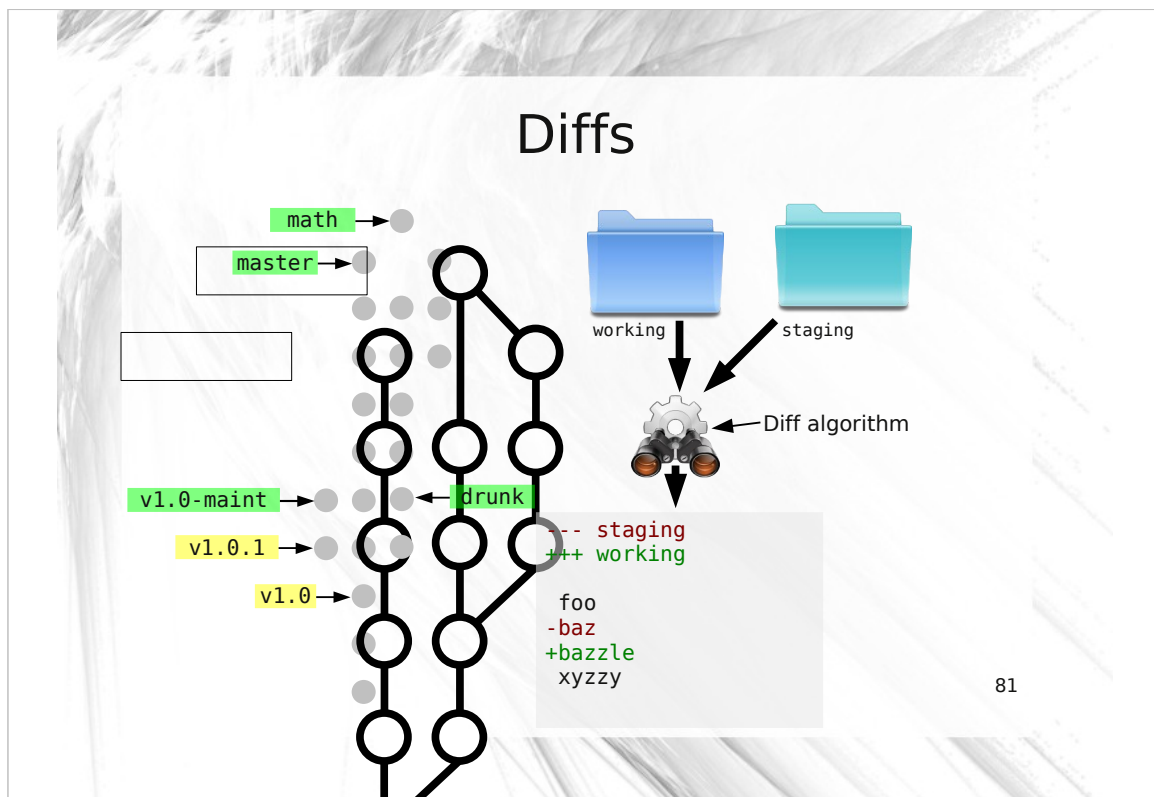 Diffs
math
master
working
staging
Diff algorithm
v1.0-maint
drunk
v1.0.1
v1.0
--- staging
+++ working
 foo
-baz
+bazzle
 xyzzy
81